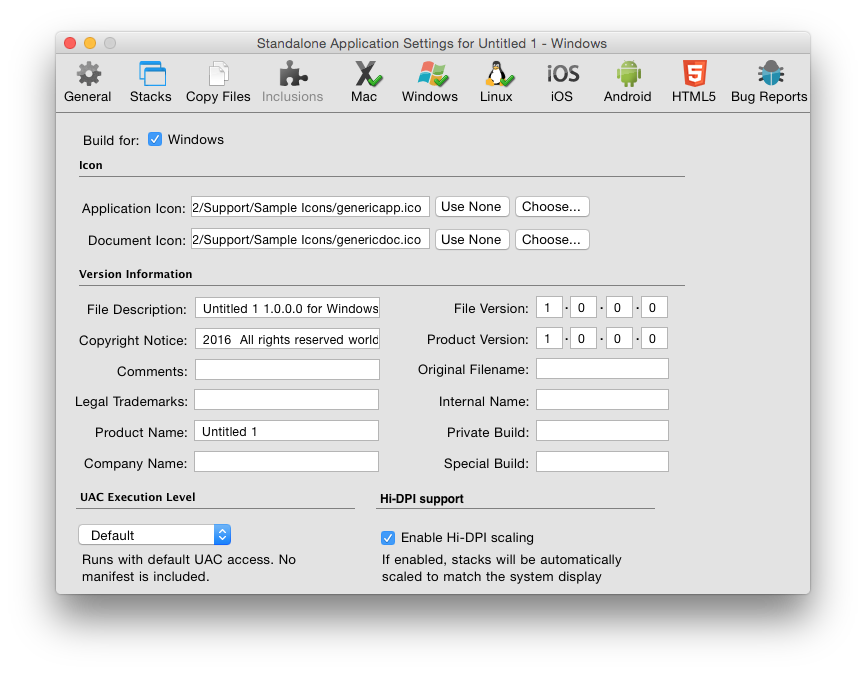 Standalone Application Settings for Untitled 1 - Windows
General Stacks Copy Files Inclusions Mac Windows Linux iOS iOS Android HTML5 Bug Reports
Build for: Windows
Icon
Application Icon: 2/Support/Sample Icons/genericapp.ico Use None Choose...
Document Icon: 2/Support/Sample Icons/genericdoc.ico Use None Choose...
Version Information
File Description: Untitled 1 1.0.0.0 for Windows File Version: 1 . 0 . 0 . 0
Copyright Notice: 2016 All rights reserved world Product Version: 1 . 0 . 0 . 0
Comments: Original Filename:
Legal Trademarks: Internal Name:
Product Name: Untitled 1 Private Build:
Company Name: Special Build:
UAC Execution Level Hi-DPI support
Default Enable Hi-DPI scaling
Runs with default UAC access. No If enabled, stacks will be automatically
manifest is included. scaled to match the system display